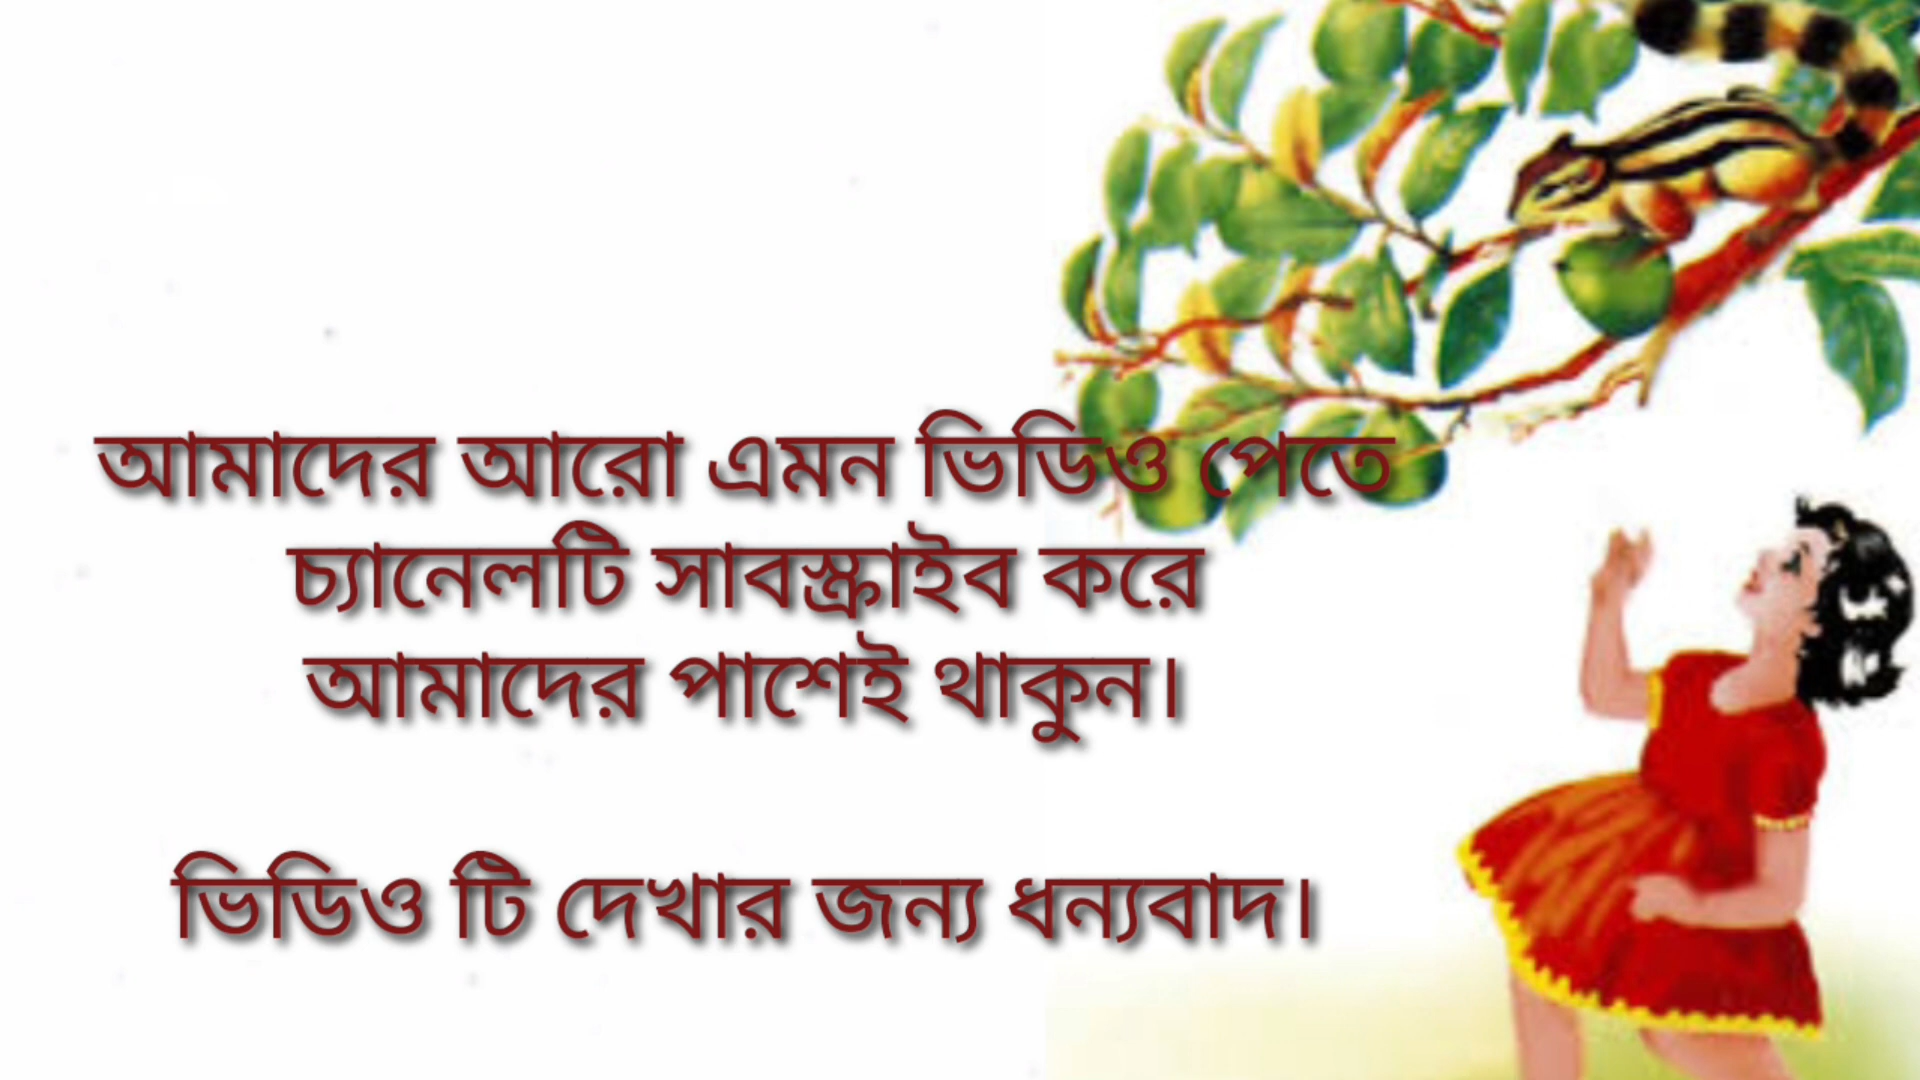 আমাদের আরো এমন ভিডিও পেতে
চ্যানেলটি সাবস্ক্রাইব করে
আমাদের পাশেই থাকুন।
ভিডিও টি দেখার জন্য ধন্যবাদ।